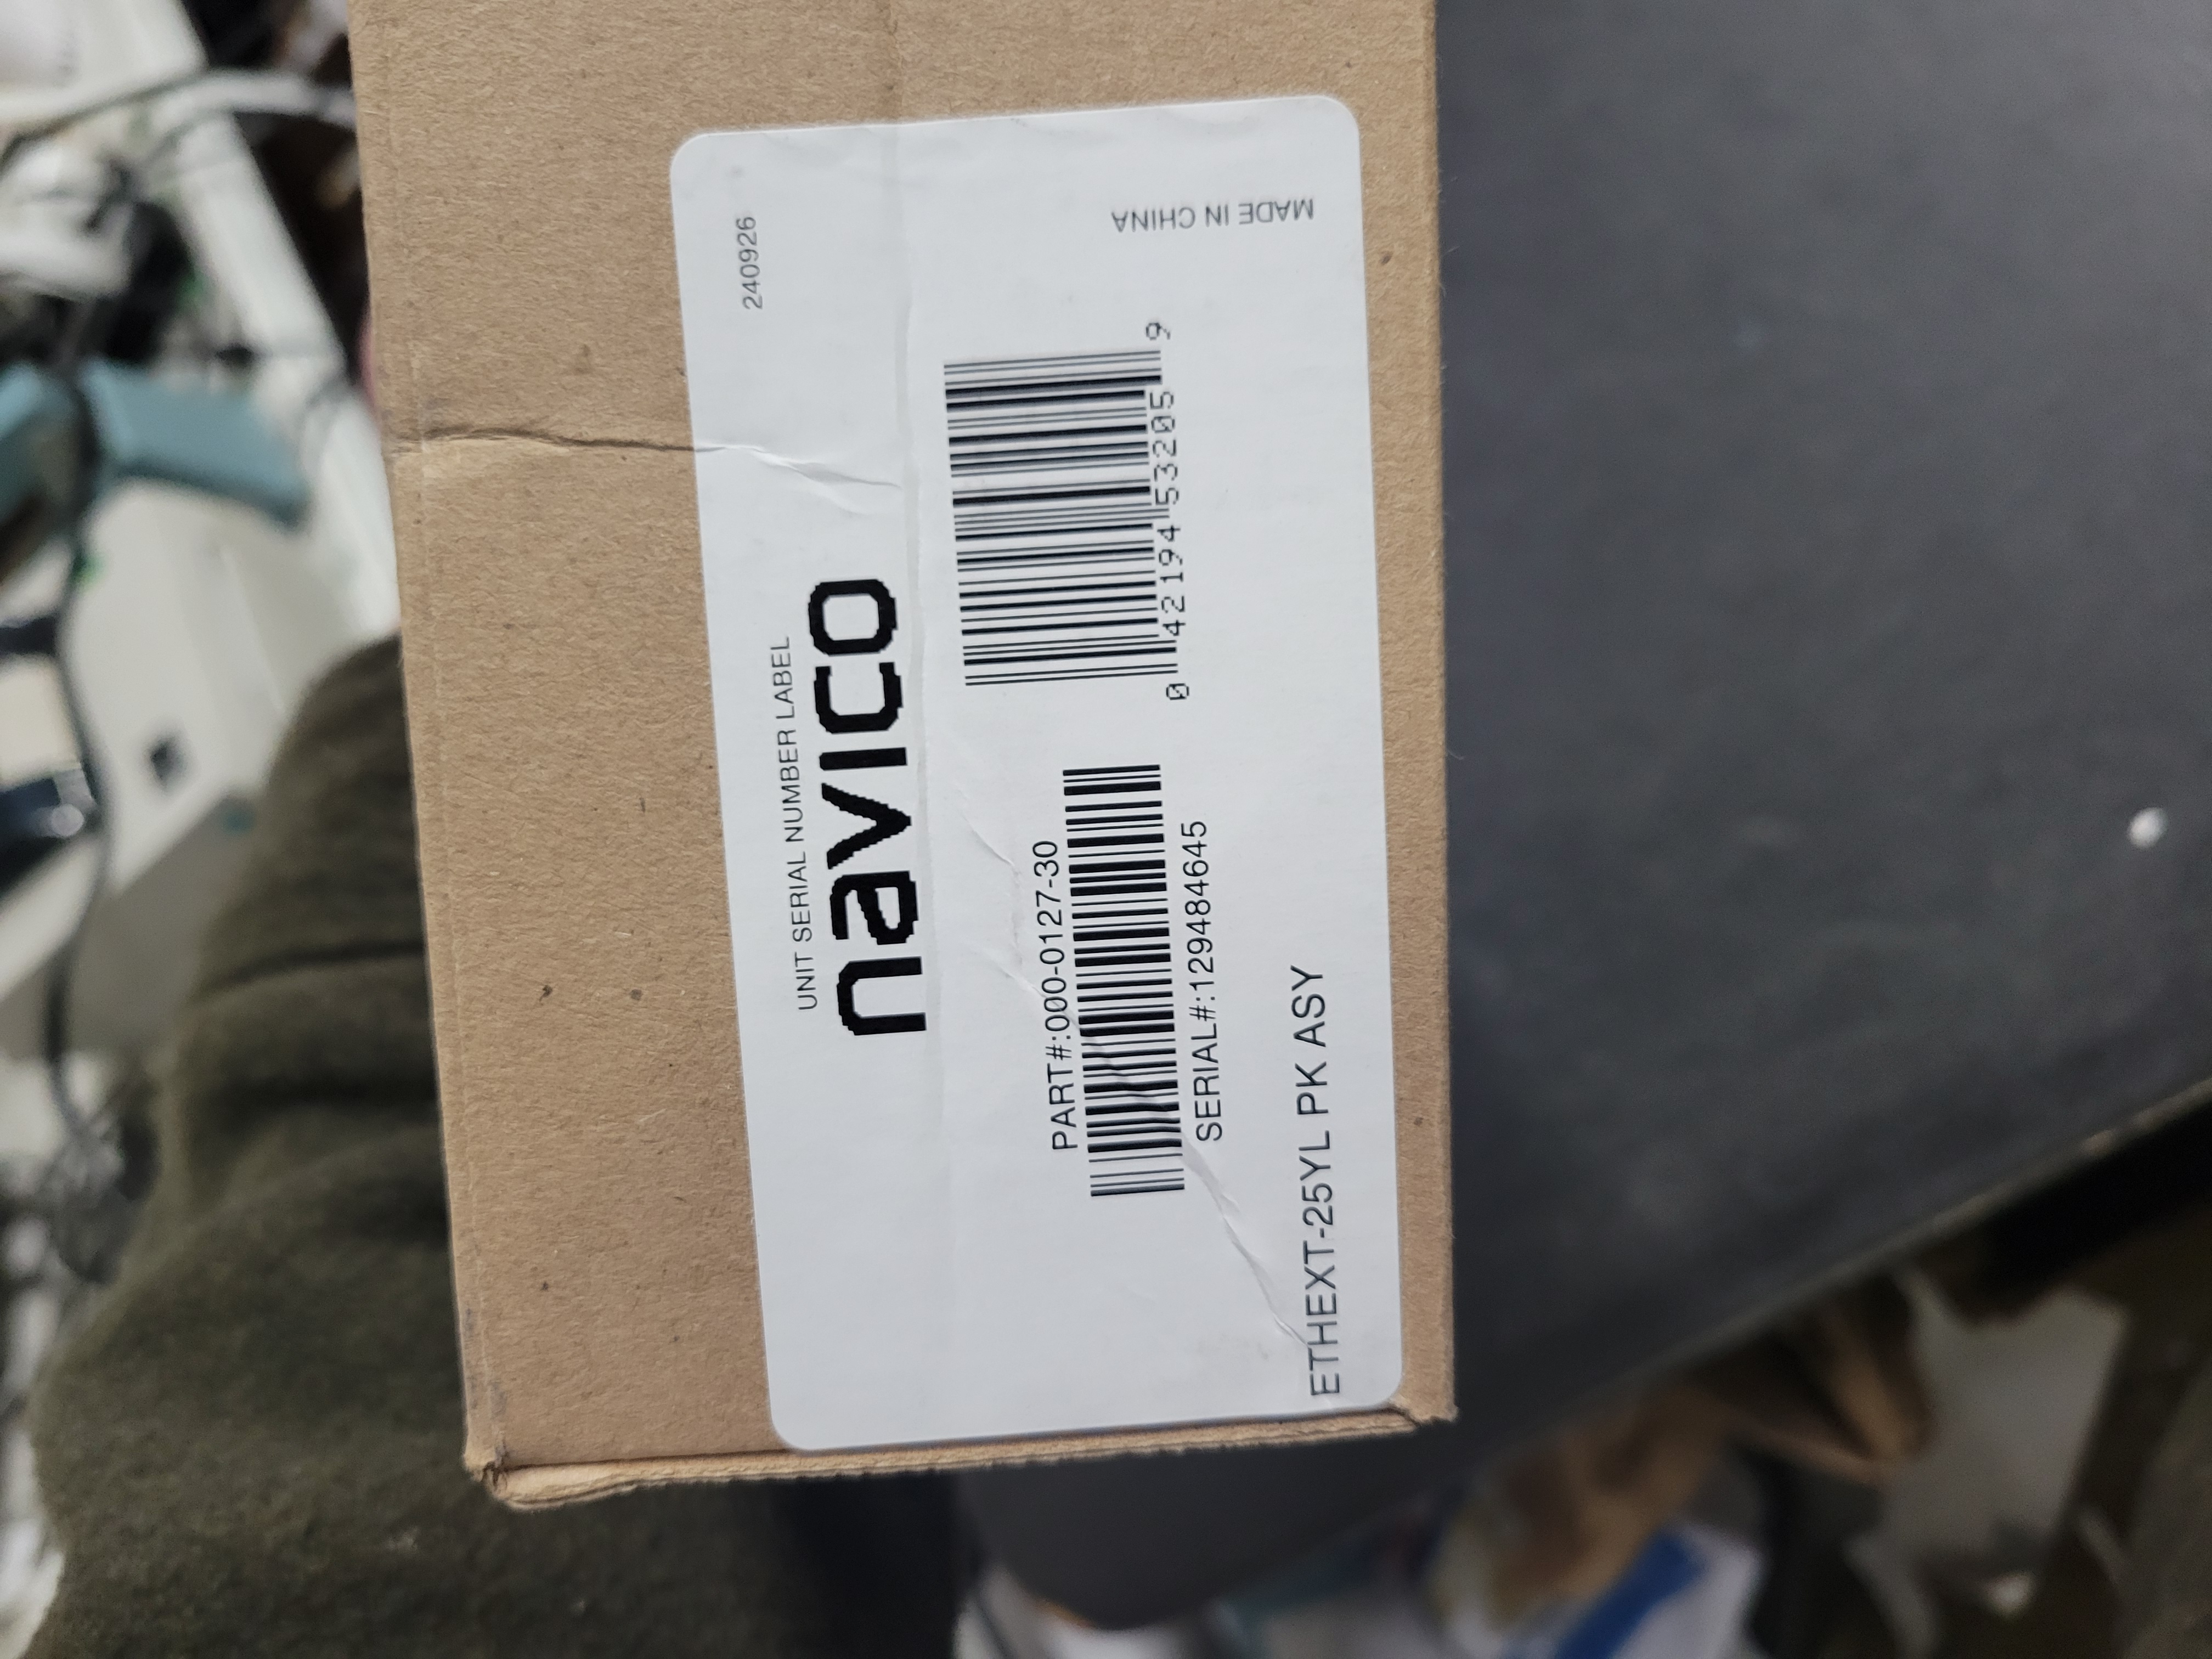 240926
UNIT SERIAL NUMBER LABEL
navico
PART#:000-0127-30
SERIAL#:129484645
0 42194 53205 9
ETHEXT-25YL PK ASY
MADE IN CHINA